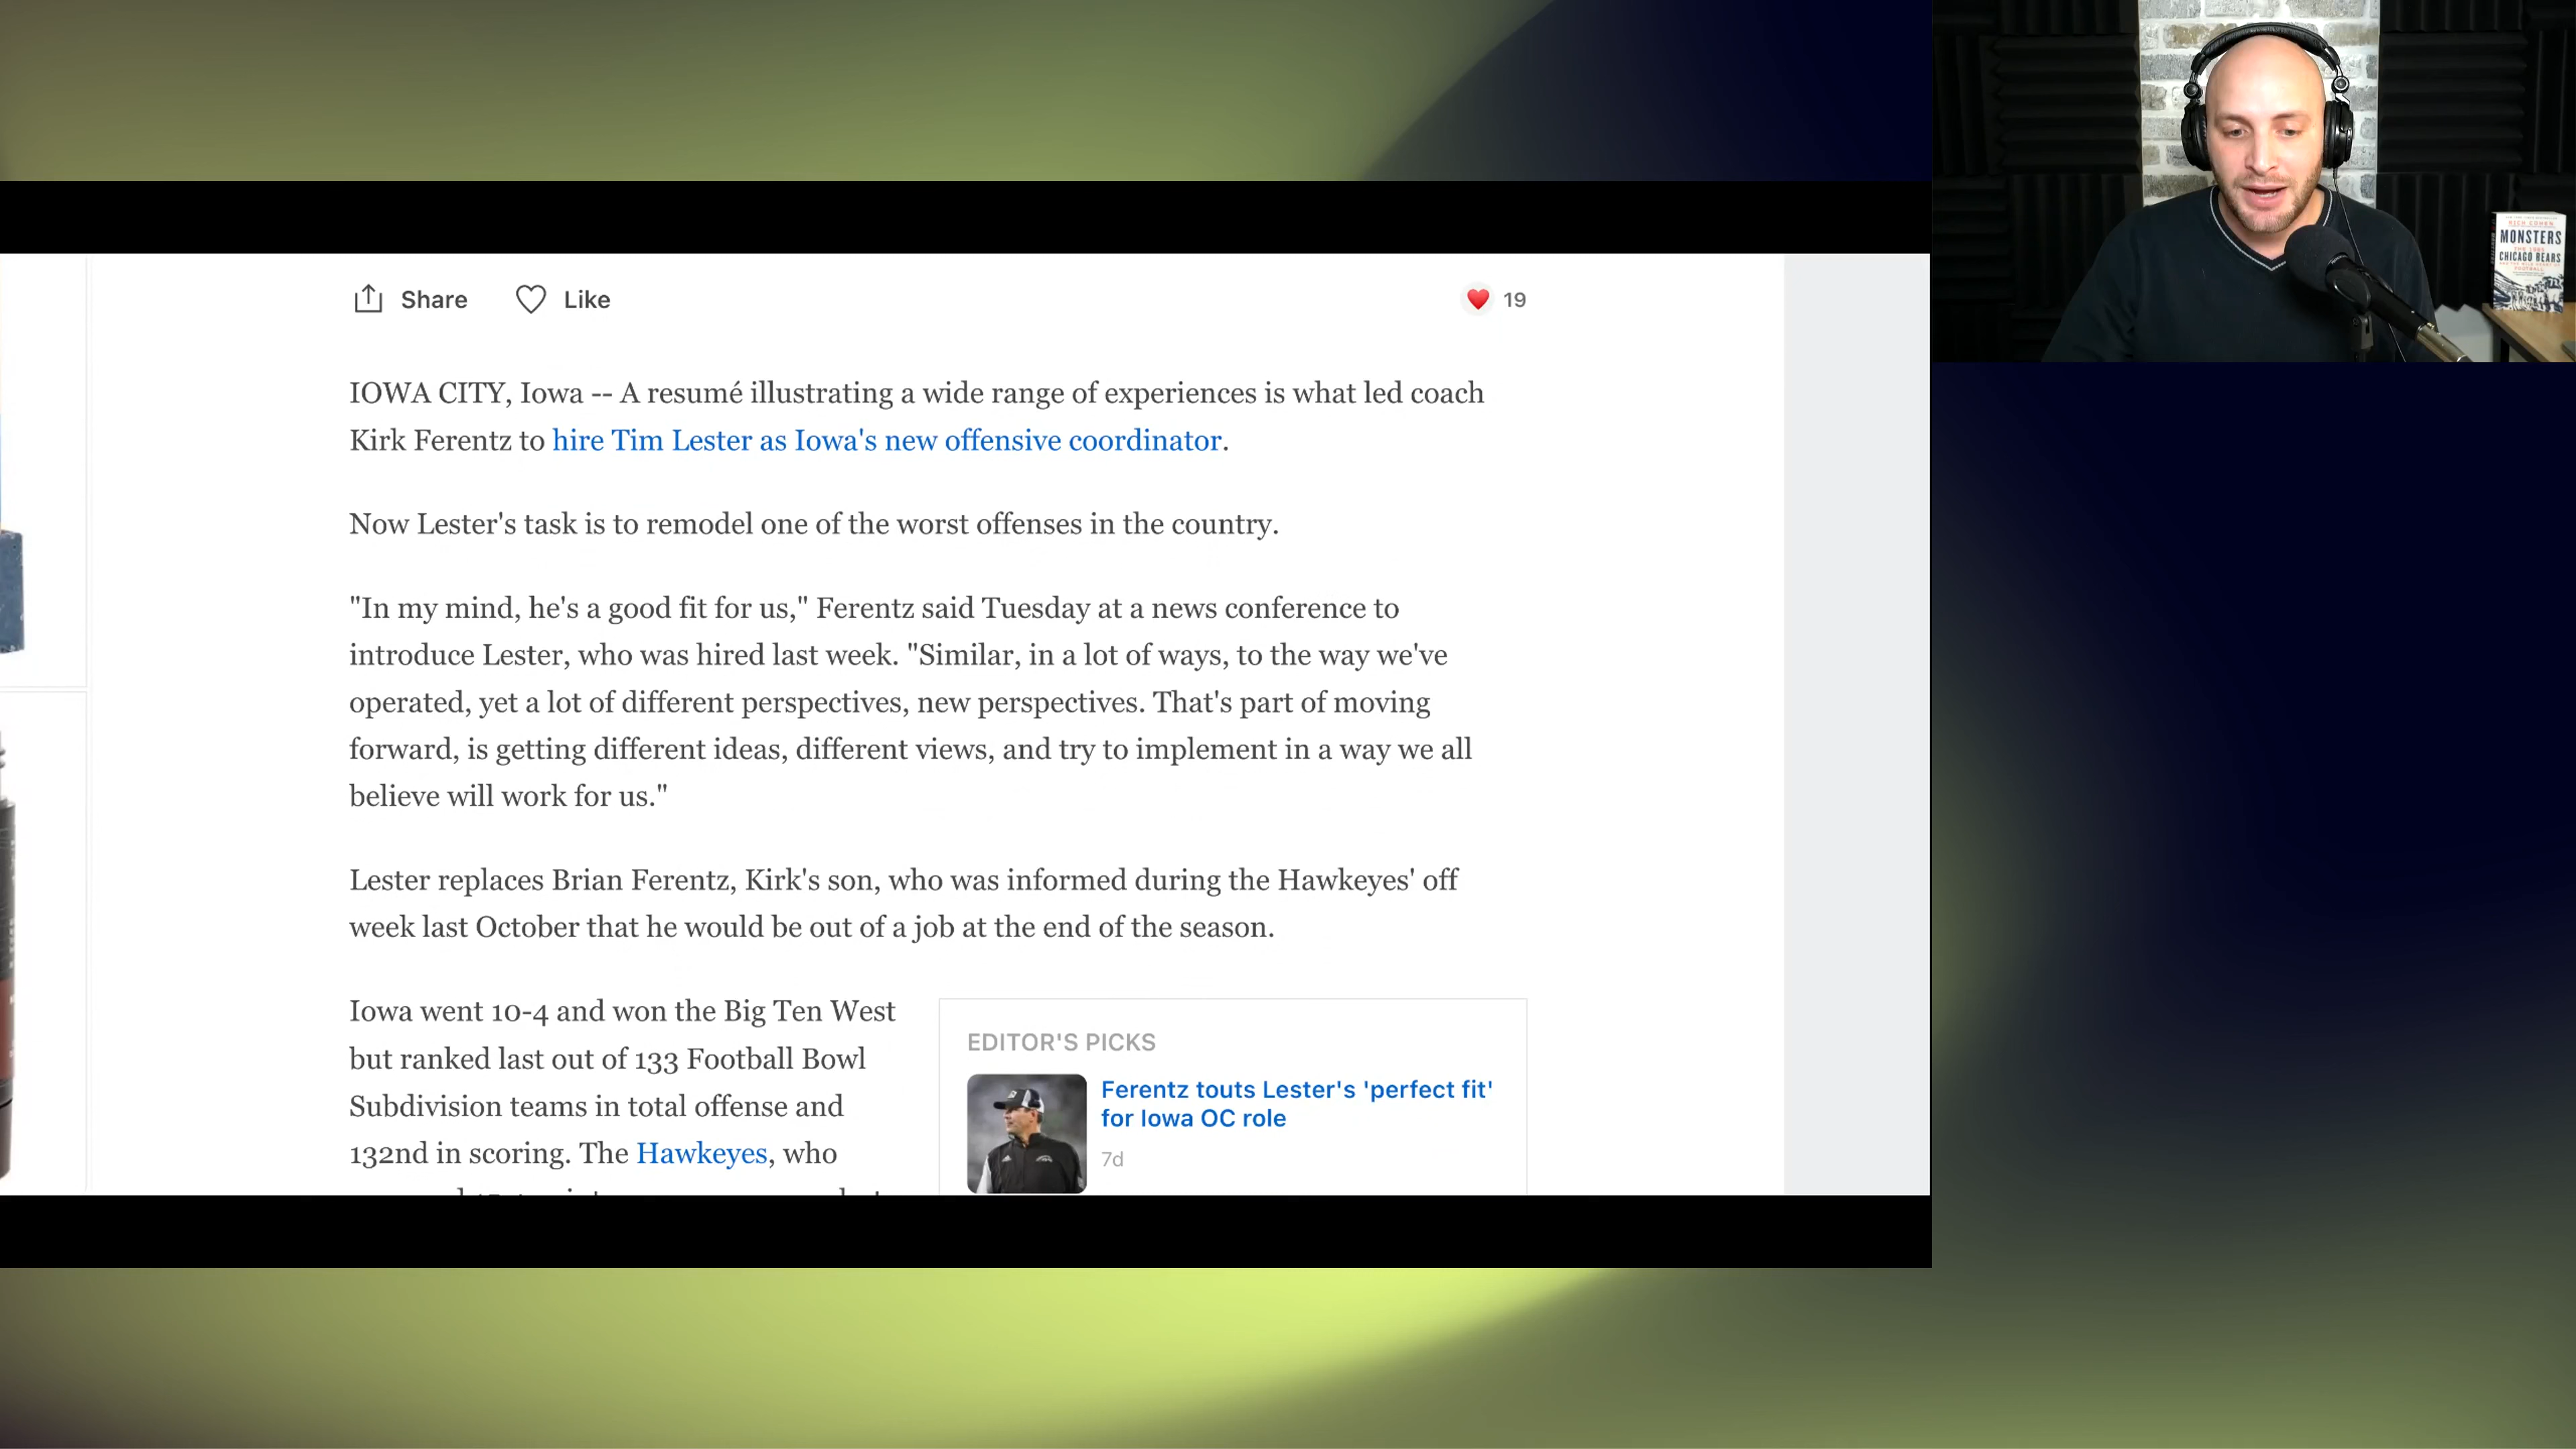 Share
Like
19
IOWA CITY, Iowa -- A resumé illustrating a wide range of experiences is what led coach
Kirk Ferentz to hire Tim Lester as Iowa's new offensive coordinator.
Now Lester's task is to remodel one of the worst offenses in the country.
"In my mind, he's a good fit for us," Ferentz said Tuesday at a news conference to
introduce Lester, who was hired last week. "Similar, in a lot of ways, to the way we've
operated, yet a lot of different perspectives, new perspectives. That's part of moving
forward, is getting different ideas, different views, and try to implement in a way we all
believe will work for us."
Lester replaces Brian Ferentz, Kirk's son, who was informed during the Hawkeyes' off
week last October that he would be out of a job at the end of the season.
Iowa went 10-4 and won the Big Ten West
but ranked last out of 133 Football Bowl
Subdivision teams in total offense and
132nd in scoring. The Hawkeyes, who
EDITOR'S PICKS
Ferentz touts Lester's 'perfect fit'
for Iowa OC role
7d
RICH COHEN
MONSTERS
THE 1985
CHICAGO BEARS
FOOTBALL